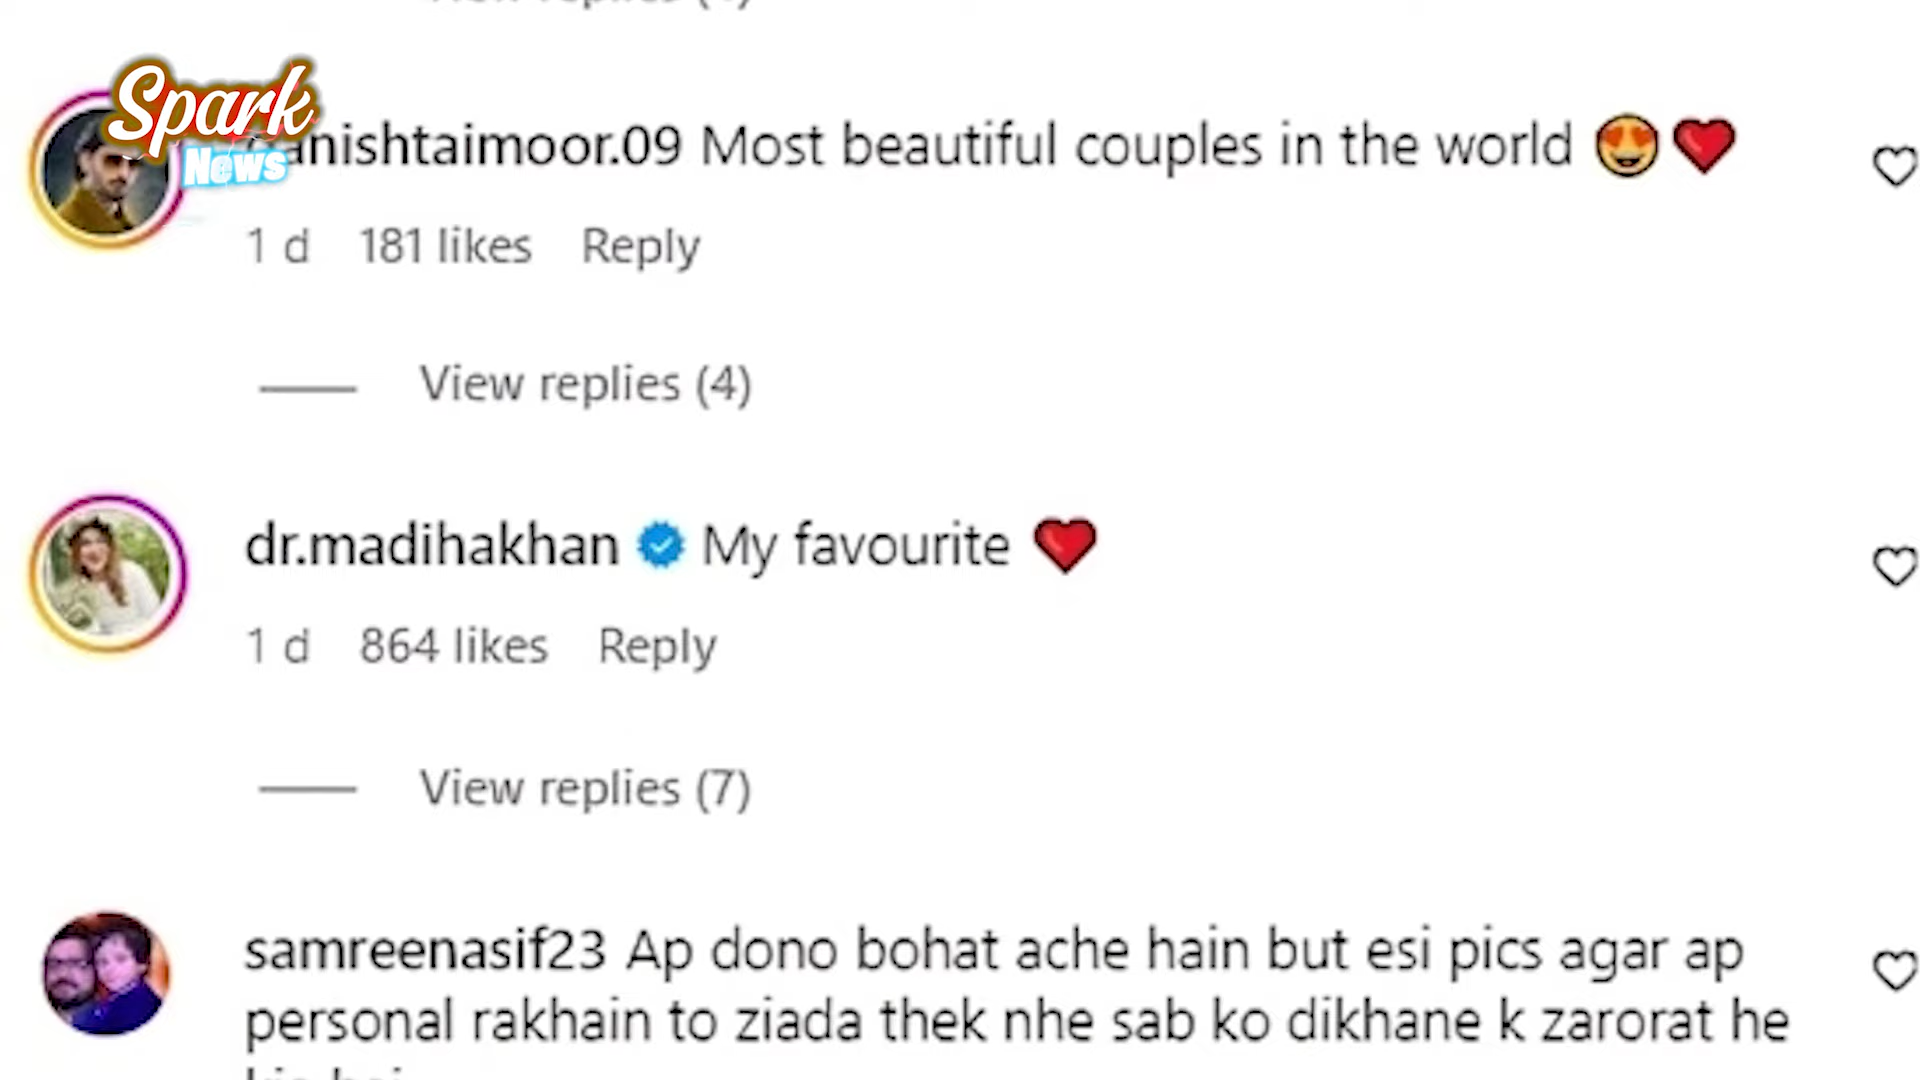 Spark
News
anishtaimoor.09 Most beautiful couples in the world 😍❤️
1 d 181 likes Reply
View replies (4)
dr.madihakhan My favourite ❤️
1 d 864 likes Reply
View replies (7)
samreenasif23 Ap dono bohat ache hain but esi pics agar ap
personal rakhain to ziada thek nhe sab ko dikhane k zarorat he